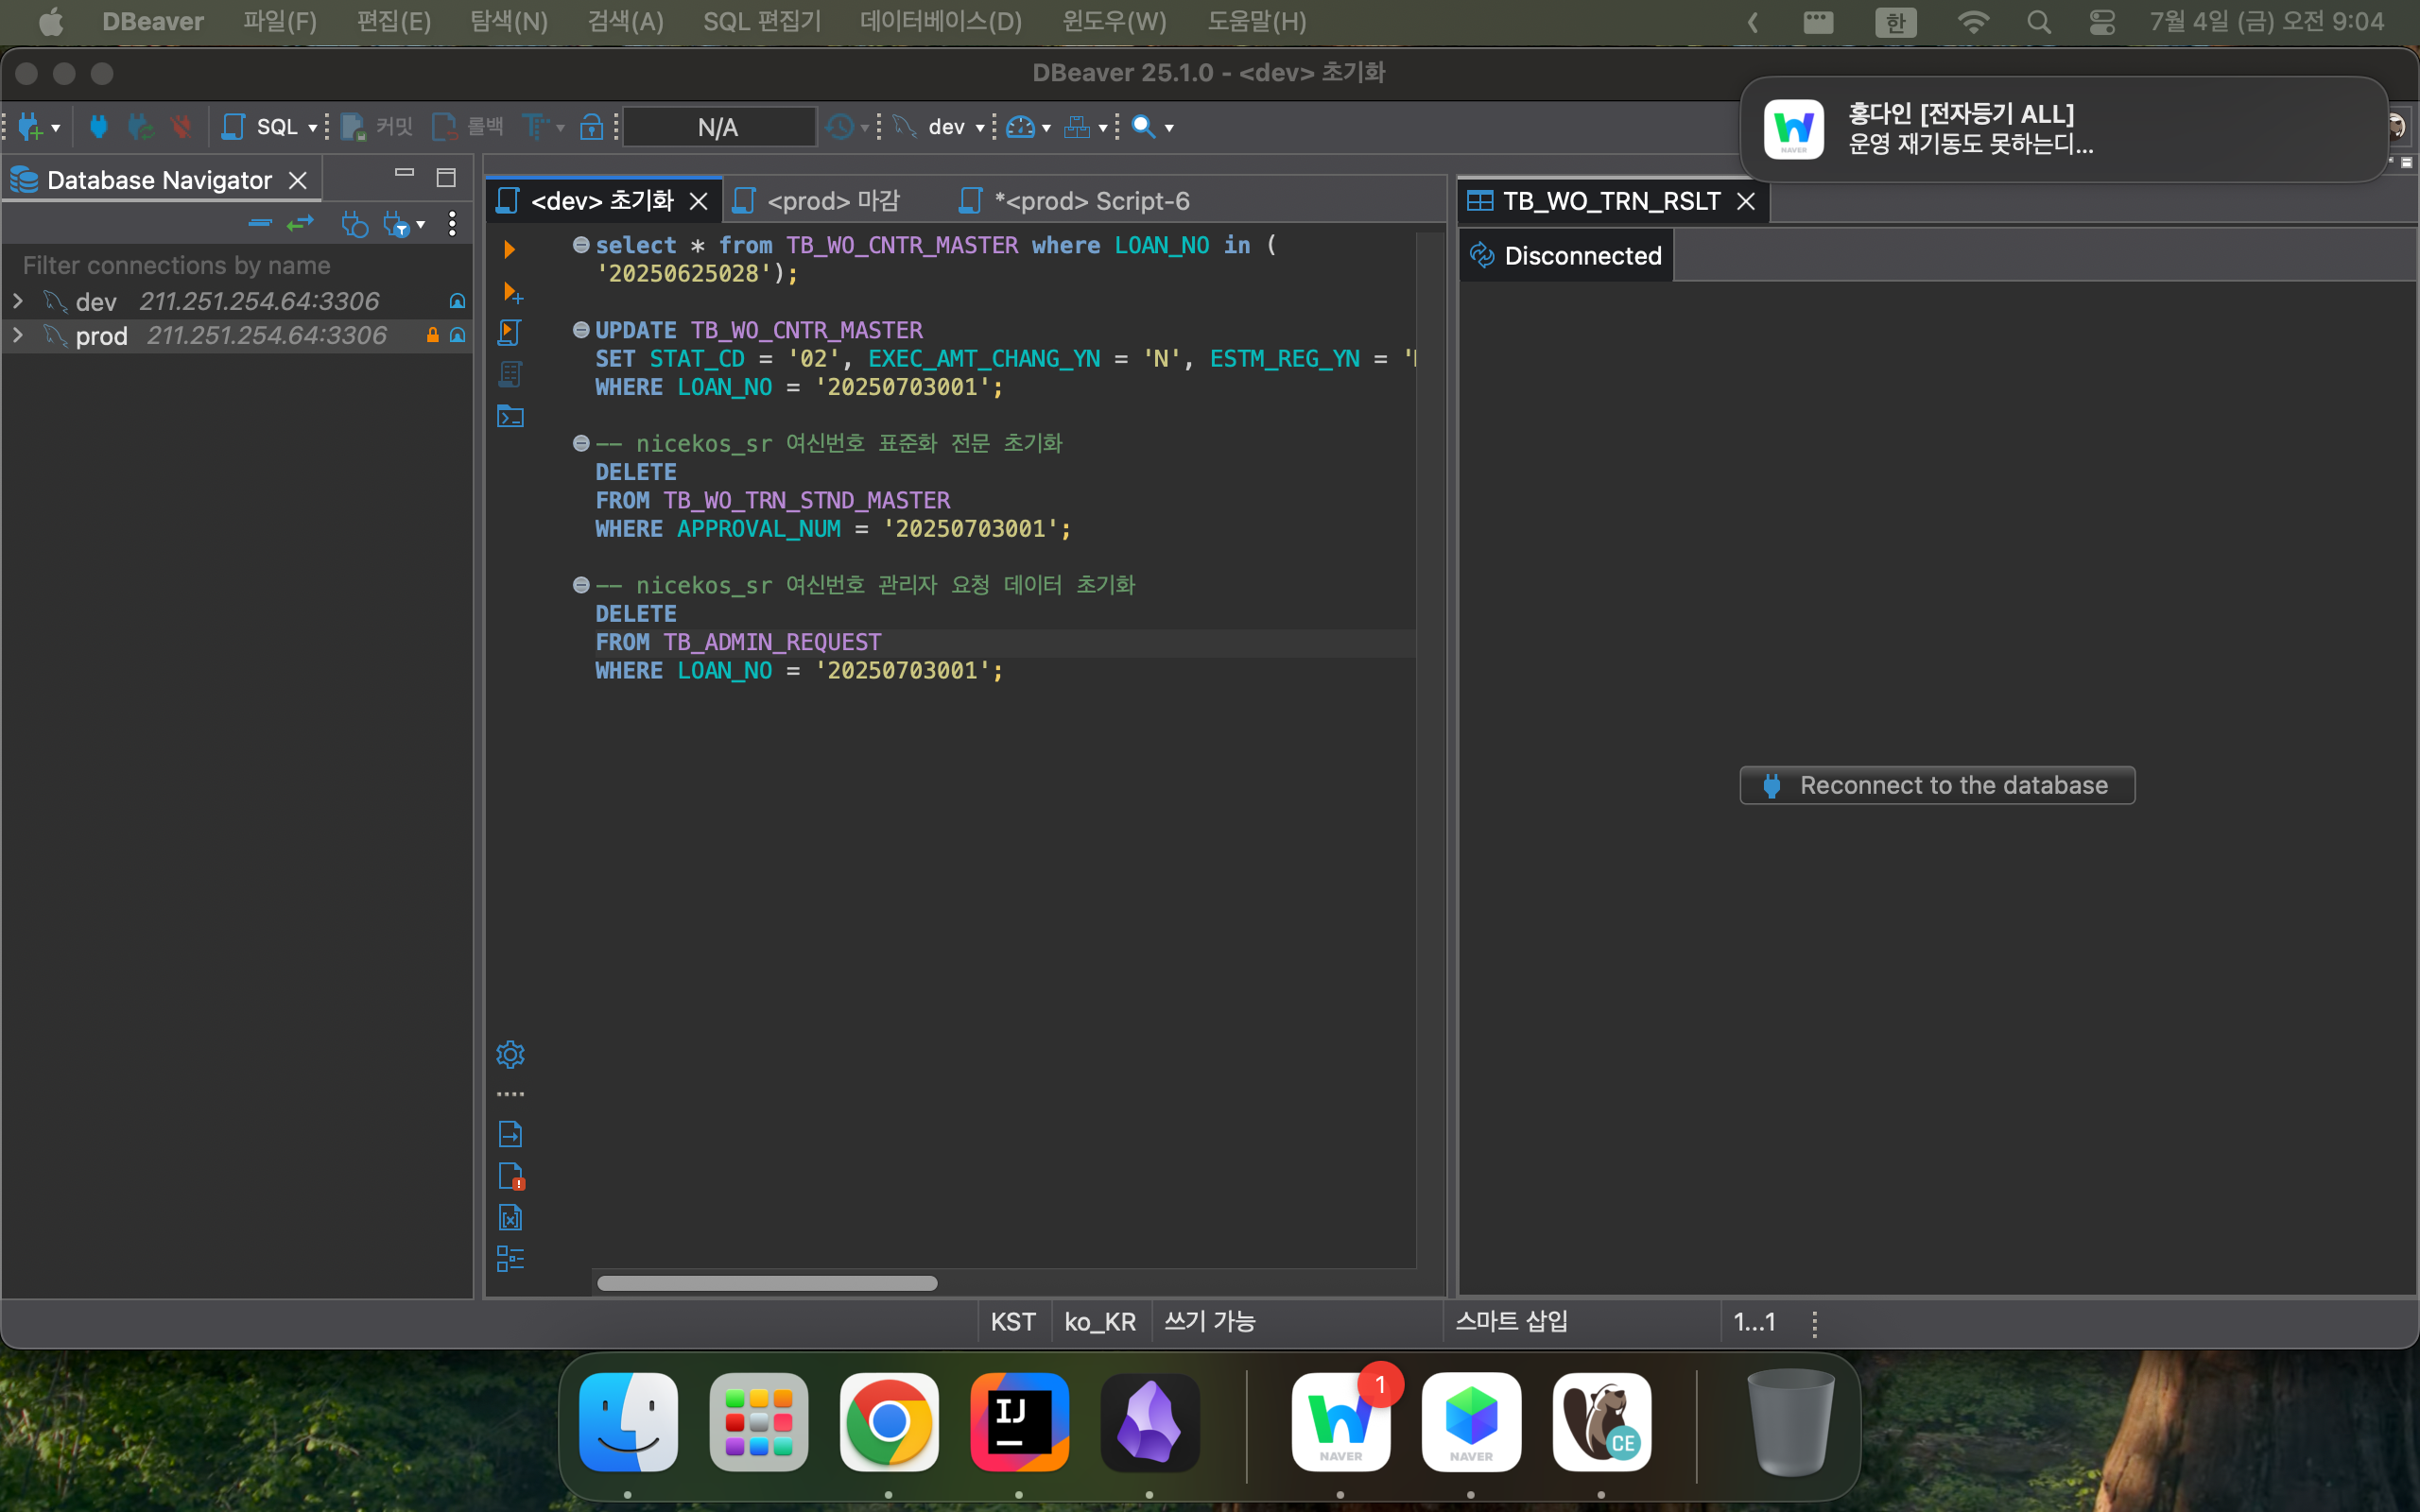 DBeaver 파일(F) 편집(E) 탐색(N) 검색(A) SQL 편집기 데이터베이스(D) 윈도우(W) 도움말(H) 한 7월 4일 (금) 오전 9:04
DBeaver 25.1.0 - <dev> 초기화
홍다인 [전자등기 ALL]
운영 재기동도 못하는디...
NAVER
SQL 커밋 롤백 N/A dev
Database Navigator
Filter connections by name
dev 211.251.254.64:3306
prod 211.251.254.64:3306
<dev> 초기화 <prod> 마감 *<prod> Script-6
select * from TB_WO_CNTR_MASTER where LOAN_NO in (
'20250625028');
UPDATE TB_WO_CNTR_MASTER
SET STAT_CD = '02', EXEC_AMT_CHANG_YN = 'N', ESTM_REG_YN = '
WHERE LOAN_NO = '20250703001';
-- nicekos_sr 여신번호 표준화 전문 초기화
DELETE
FROM TB_WO_TRN_STND_MASTER
WHERE APPROVAL_NUM = '20250703001';
-- nicekos_sr 여신번호 관리자 요청 데이터 초기화
DELETE
FROM TB_ADMIN_REQUEST
WHERE LOAN_NO = '20250703001';
TB_WO_TRN_RSLT
Disconnected
Reconnect to the database
KST ko_KR 쓰기 가능 스마트 삽입 1...1
IJ
NAVER
1
NAVER
CE